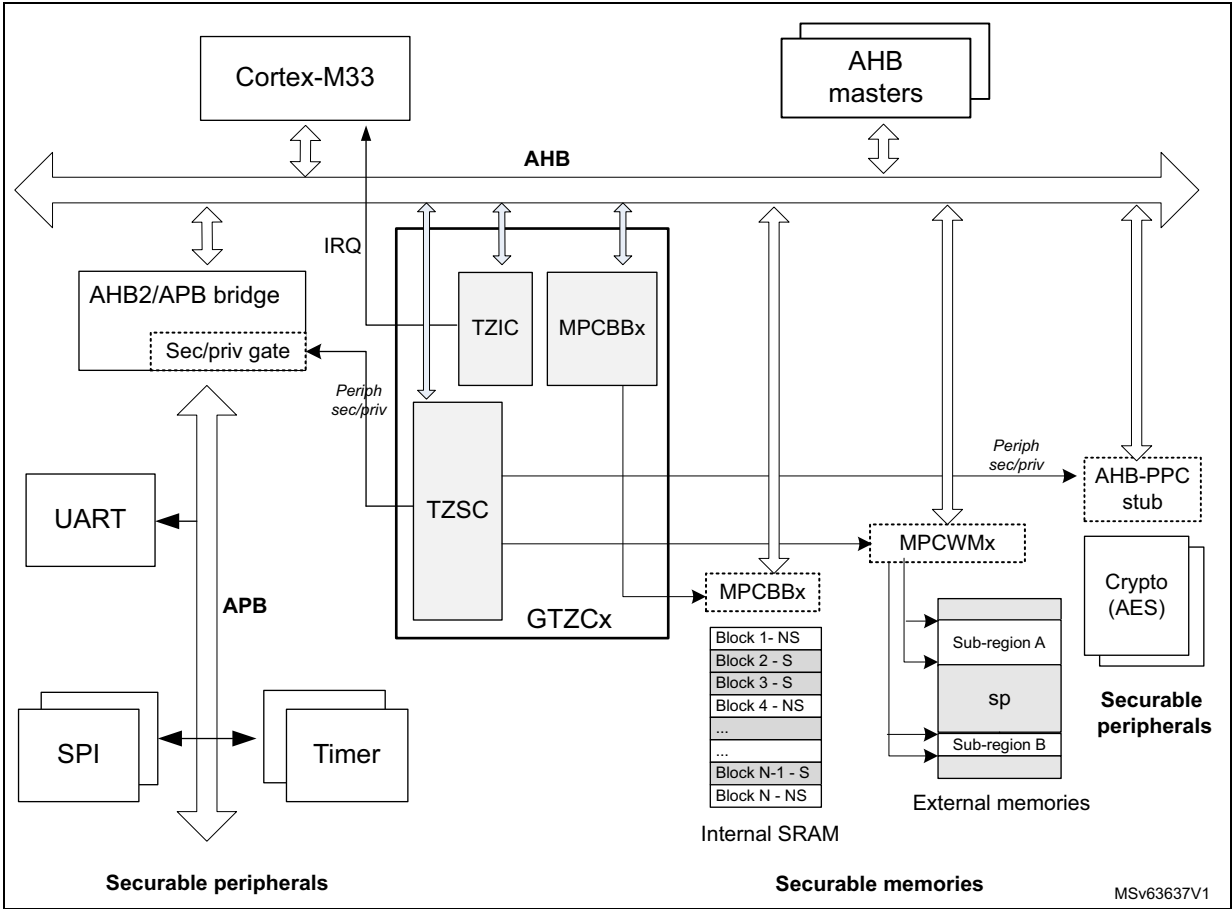 Cortex-M33
AHB
masters
AHB
IRQ
AHB2/APB bridge
Sec/priv gate
TZIC
MPCBBx
Periph
sec/priv
TZSC
Periph
sec/priv
AHB-PPC
stub
UART
MPCWMx
MPCBBx
APB
GTZCx
Crypto
(AES)
Block 1- NS
Block 2 - S
Block 3 - S
Block 4 - NS
...
...
Block N-1 - S
Block N - NS
Sub-region A
sp
Sub-region B
Securable
peripherals
SPI
Timer
Internal SRAM
External memories
Securable peripherals
Securable memories
MSv63637V1